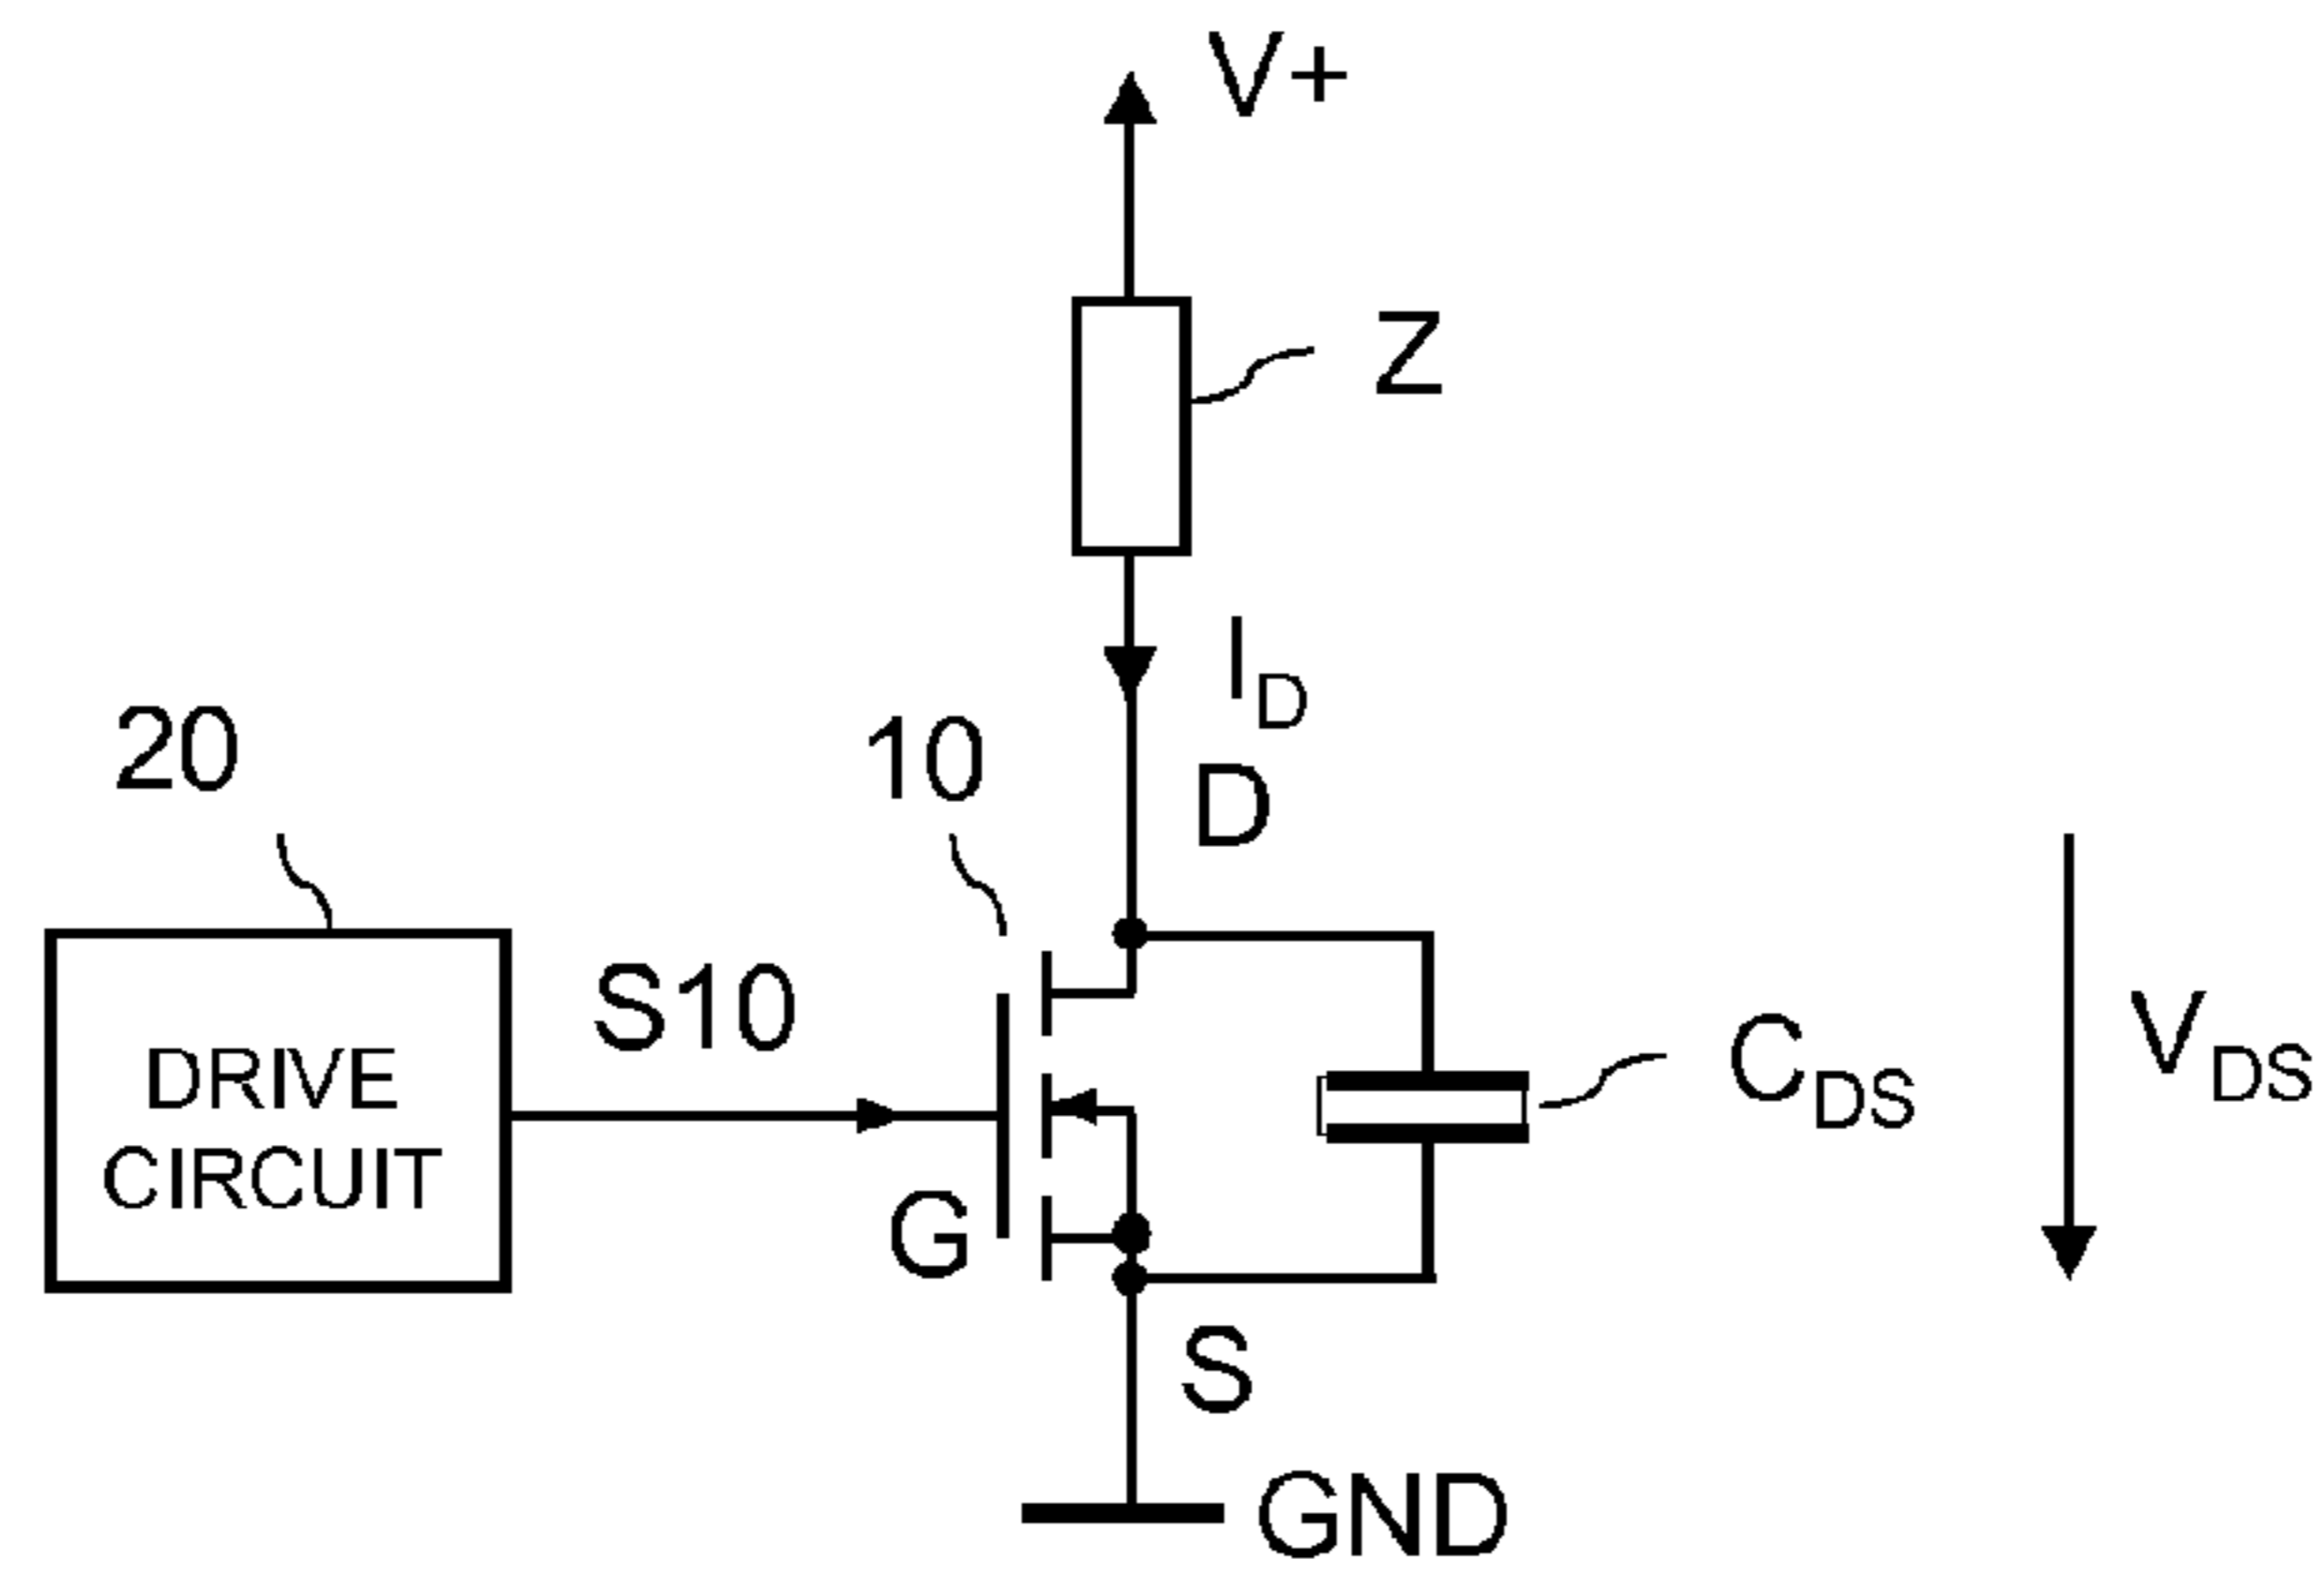 V+
Z
I_D
20
10
D
S10
DRIVE
CIRCUIT
C_DS
V_DS
G
S
GND